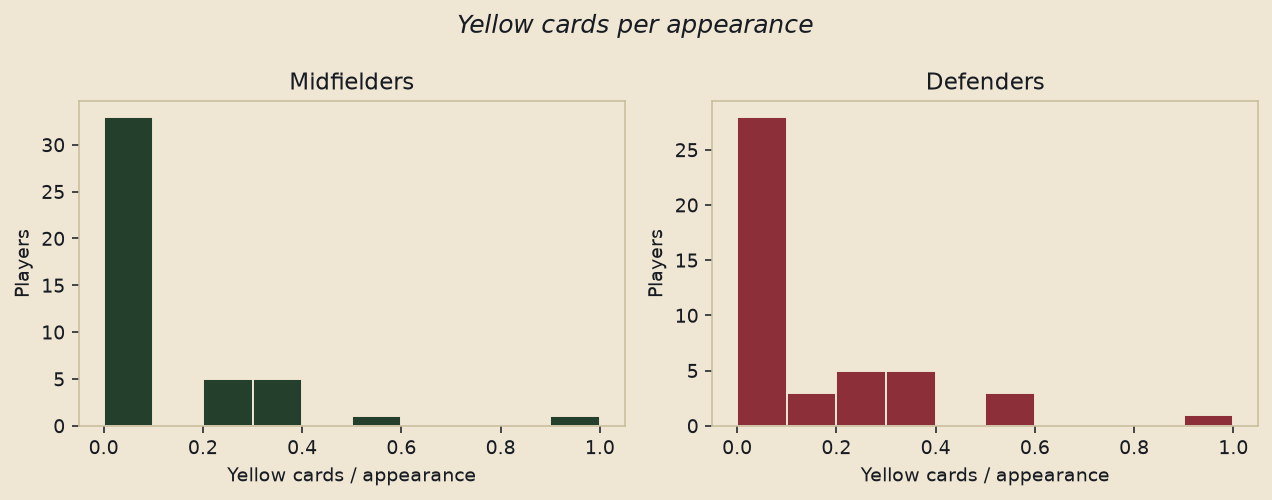 Yellow cards per appearance
Midfielders
Players
30
25
20
15
10
5
0
0.0 0.2 0.4 0.6 0.8 1.0
Yellow cards / appearance
Defenders
Players
25
20
15
10
5
0
0.0 0.2 0.4 0.6 0.8 1.0
Yellow cards / appearance